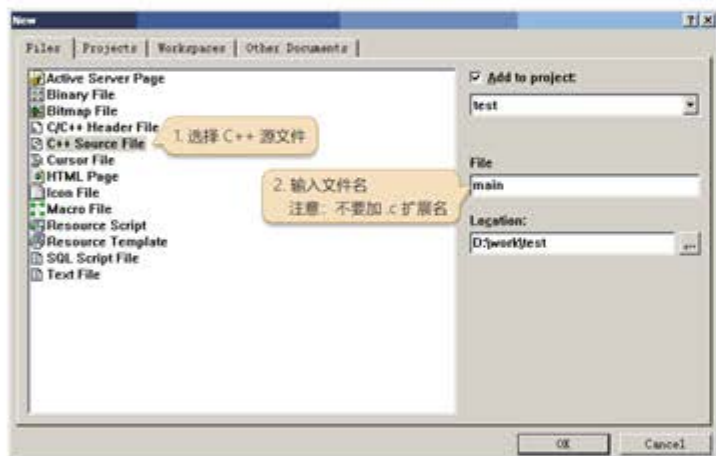 New
Files Projects Workspaces Other Documents
Active Server Page
Binary File
Bitmap File
C/C++ Header File
C++ Source File
Cursor File
HTML Page
Icon File
Macro File
Resource Script
Resource Template
SQL Script File
Text File
1. 选择 C++ 源文件
2. 输入文件名
注意：不要加 .c 扩展名
Add to project:
test
File
main
Location:
D:\work\test
...
OK Cancel